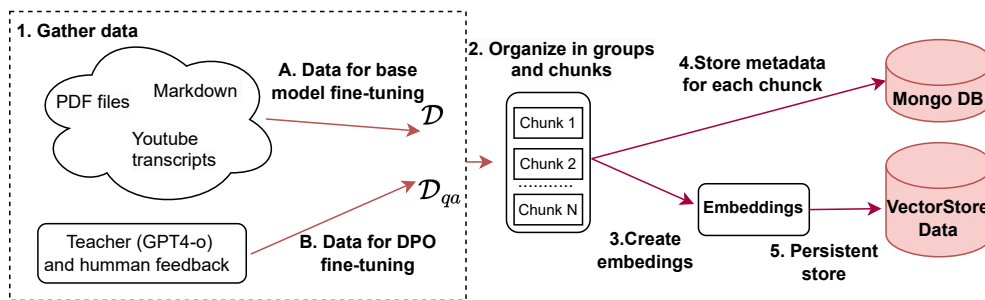 1. Gather data
PDF files
Markdown
Youtube
transcripts
A. Data for base
model fine-tuning
𝒟
Teacher (GPT4-o)
and humman feedback
B. Data for DPO
fine-tuning
𝒟qa
2. Organize in groups
and chunks
Chunk 1
Chunk 2
Chunk N
4.Store metadata
for each chunck
Mongo DB
3.Create
embedings
Embeddings
5. Persistent
store
VectorStore
Data